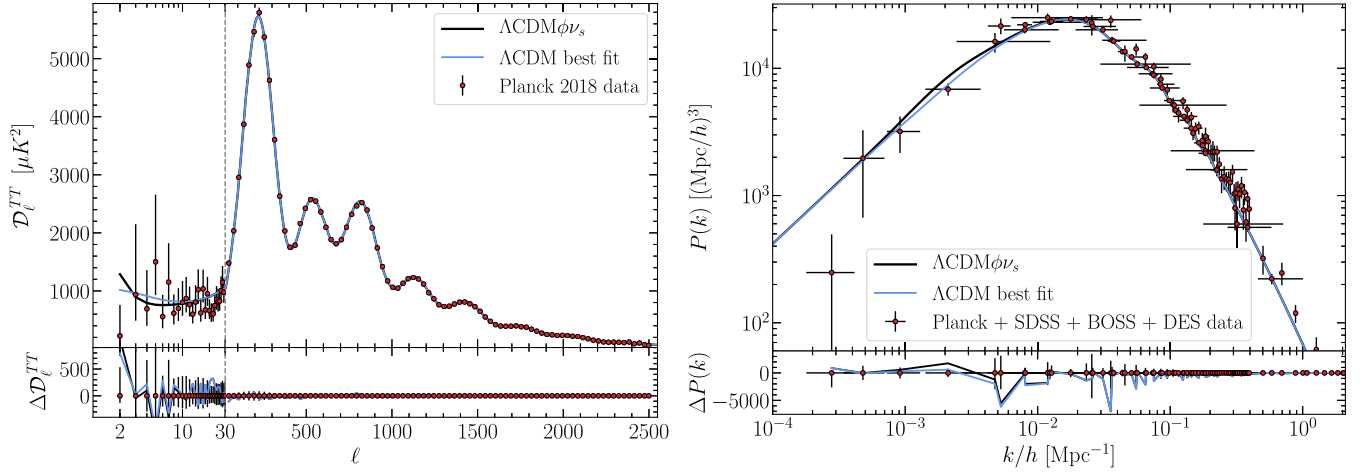 5000
4000
3000
2000
1000
D_ℓ^TT [μK²]
ΛCDMφν_s
ΛCDM best fit
Planck 2018 data
500
0
ΔD_ℓ^TT
2 10 30 500 1000 1500 2000 2500
ℓ
10⁴
10³
10²
P(k) [(Mpc/h)³]
ΛCDMφν_s
ΛCDM best fit
Planck + SDSS + BOSS + DES data
0
−5000
ΔP(k)
10⁻⁴ 10⁻³ 10⁻² 10⁻¹ 10⁰
k/h [Mpc⁻¹]